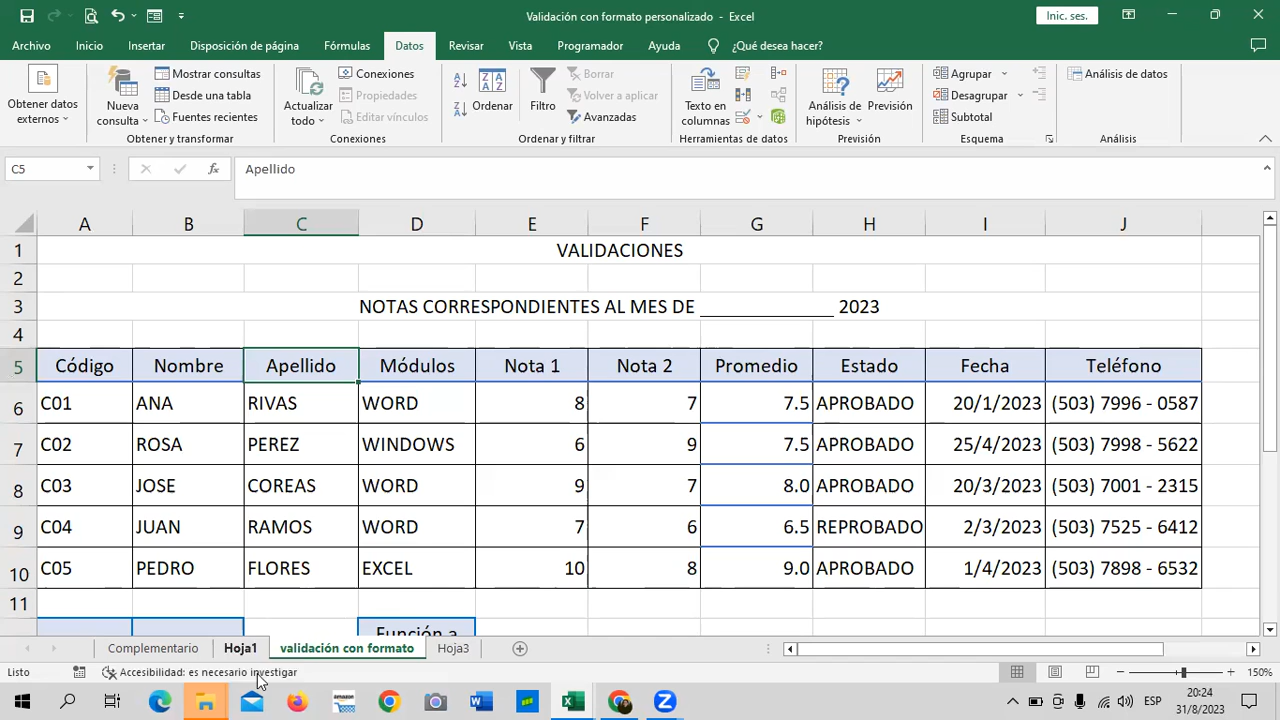 Validación con formato personalizado - Excel
Inic. ses.
Archivo Inicio Insertar Disposición de página Fórmulas Datos Revisar Vista Programador Ayuda ¿Qué desea hacer?
Obtener datos externos
Nueva consulta
Mostrar consultas
Desde una tabla
Fuentes recientes
Obtener y transformar
Actualizar todo
Conexiones
Propiedades
Editar vínculos
Conexiones
Ordenar
Filtro
Borrar
Volver a aplicar
Avanzadas
Ordenar y filtrar
Texto en columnas
Herramientas de datos
Análisis de hipótesis
Previsión
Previsión
Agrupar
Desagrupar
Subtotal
Esquema
Análisis de datos
Análisis
C5 fx Apellido
A B C D E F G H I J
1 VALIDACIONES
2
3 NOTAS CORRESPONDIENTES AL MES DE ______________ 2023
4
5 Código Nombre Apellido Módulos Nota 1 Nota 2 Promedio Estado Fecha Teléfono
6 C01 ANA RIVAS WORD 8 7 7.5 APROBADO 20/1/2023 (503) 7996 - 0587
7 C02 ROSA PEREZ WINDOWS 6 9 7.5 APROBADO 25/4/2023 (503) 7998 - 5622
8 C03 JOSE COREAS WORD 9 7 8.0 APROBADO 20/3/2023 (503) 7001 - 2315
9 C04 JUAN RAMOS WORD 7 6 6.5 REPROBADO 2/3/2023 (503) 7525 - 6412
10 C05 PEDRO FLORES EXCEL 10 8 9.0 APROBADO 1/4/2023 (503) 7898 - 6532
11
Función a
Complementario Hoja1 validación con formato Hoja3
Listo Accesibilidad: es necesario investigar 150%
amazon
ESP
20:24
31/8/2023